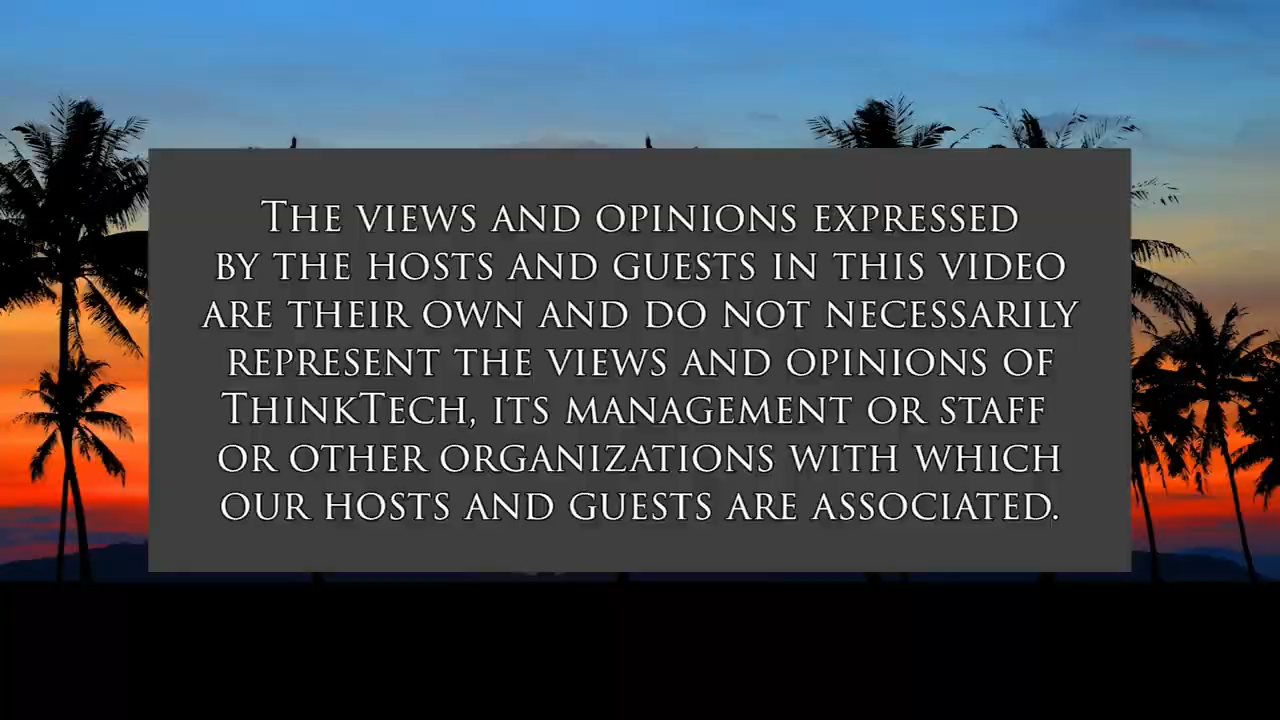 The views and opinions expressed
by the hosts and guests in this video
are their own and do not necessarily
represent the views and opinions of
ThinkTech, its management or staff
or other organizations with which
our hosts and guests are associated.